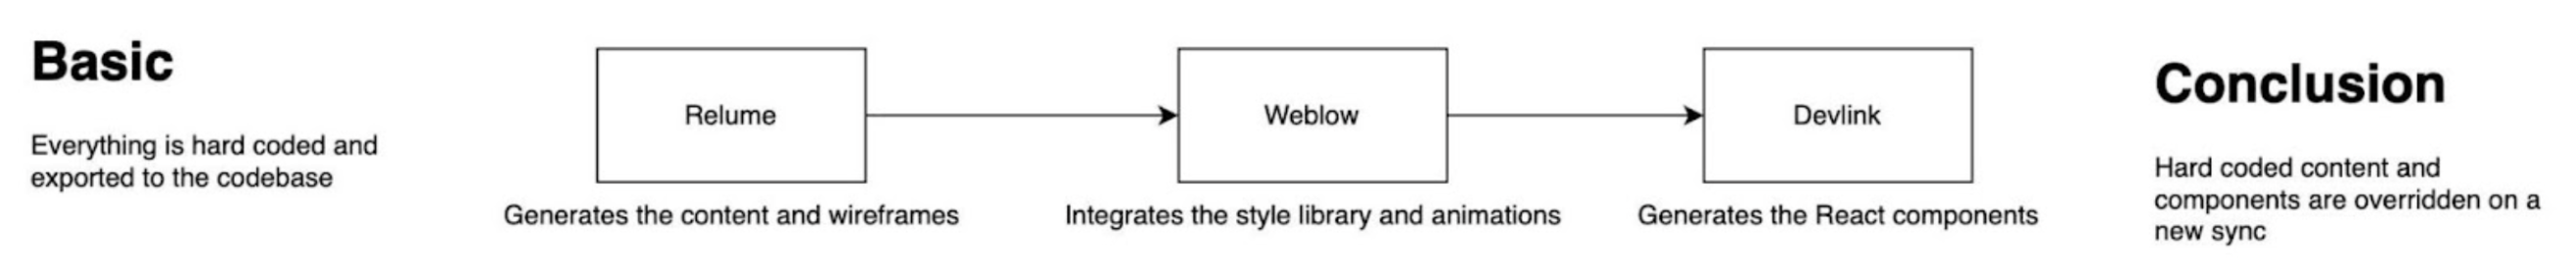 Basic
Everything is hard coded and
exported to the codebase
Relume
Generates the content and wireframes
Weblow
Integrates the style library and animations
Devlink
Generates the React components
Conclusion
Hard coded content and
components are overridden on a
new sync